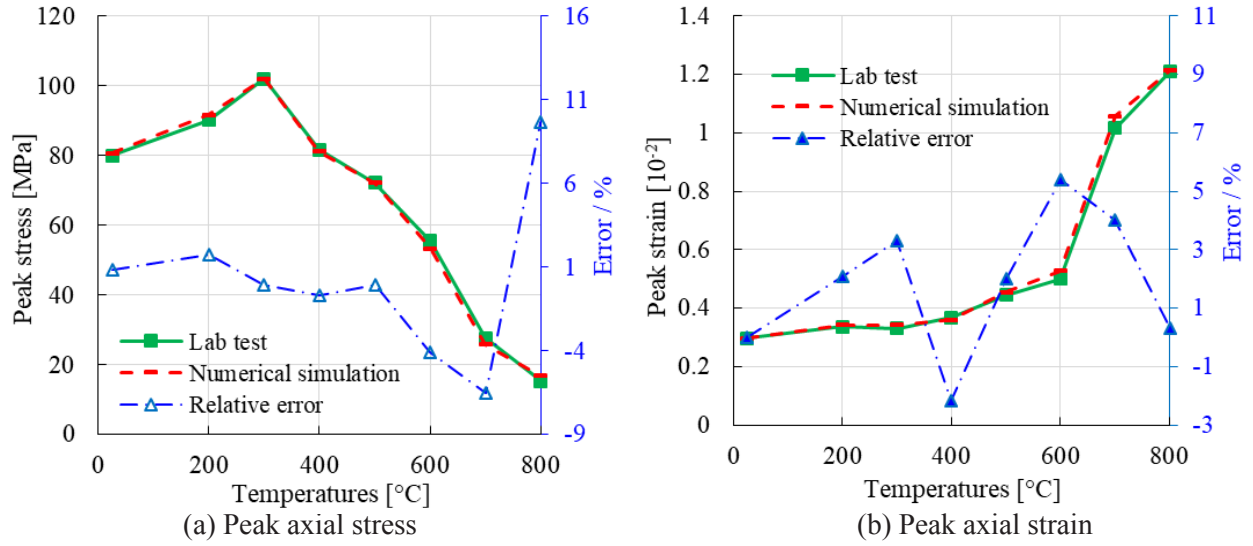 120
100
80
60
40
20
0
Peak stress [MPa]
16
11
6
1
-4
-9
Error / %
Lab test
Numerical simulation
Relative error
0 200 400 600 800
Temperatures [°C]
(a) Peak axial stress
1.4
1.2
1
0.8
0.6
0.4
0.2
0
Peak strain [10-2]
11
9
7
5
3
1
-1
-3
Error / %
Lab test
Numerical simulation
Relative error
0 200 400 600 800
Temperatures [°C]
(b) Peak axial strain